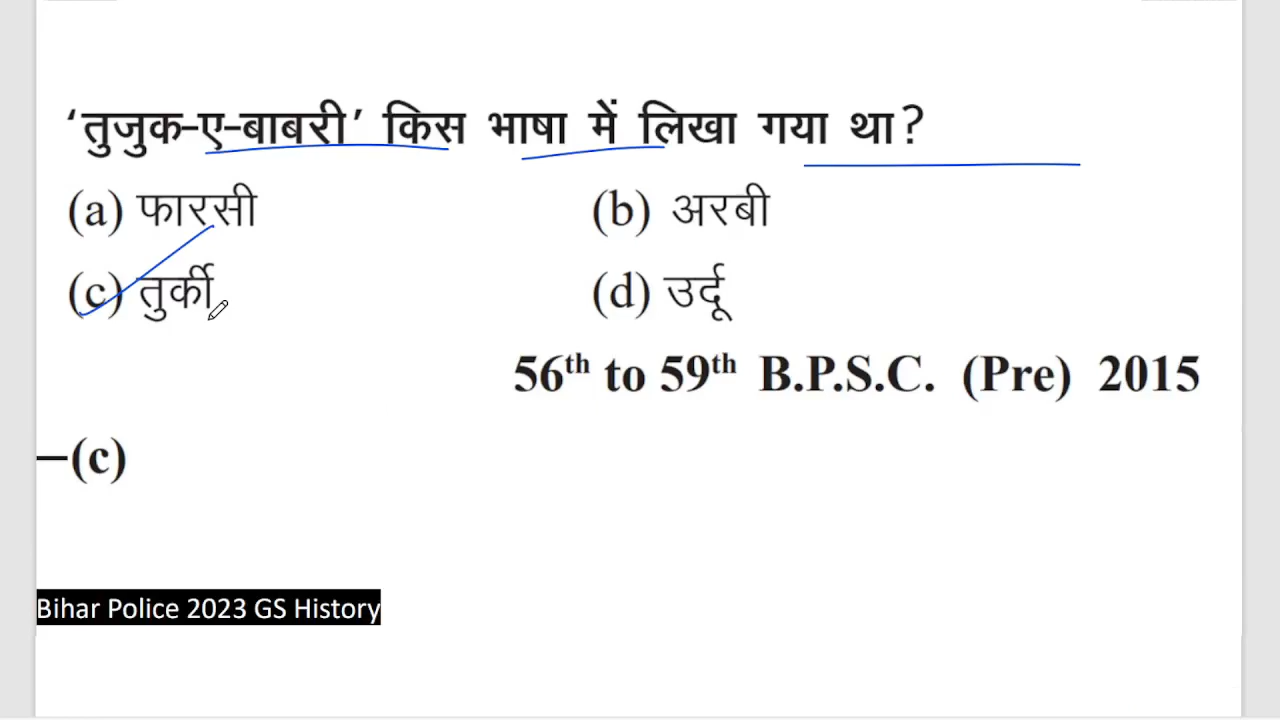 ‘तुजुक-ए-बाबरी’ किस भाषा में लिखा गया था?
(a) फारसी (b) अरबी
(c) तुर्की (d) उर्दू
56th to 59th B.P.S.C. (Pre) 2015
—(c)
Bihar Police 2023 GS History